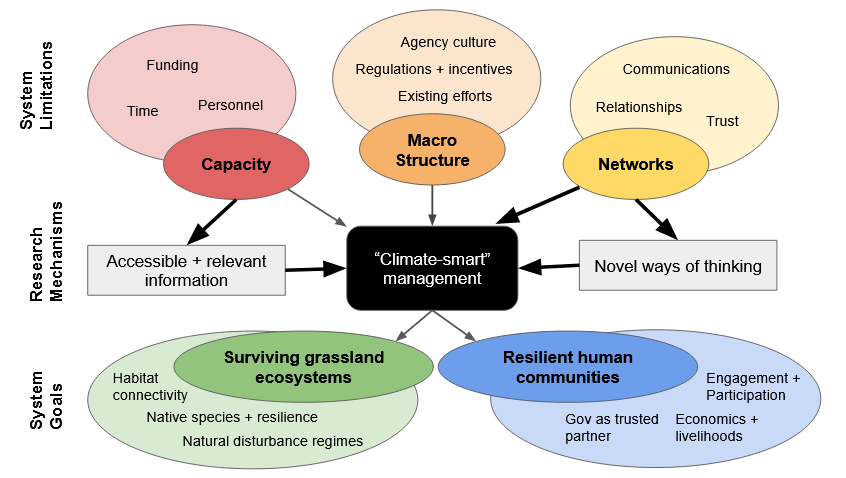 System
Limitations
Funding
Time
Personnel
Capacity
Agency culture
Regulations + incentives
Existing efforts
Macro
Structure
Communications
Relationships
Trust
Networks
Research
Mechanisms
Accessible + relevant
information
“Climate-smart”
management
Novel ways of thinking
System
Goals
Surviving grassland
ecosystems
Habitat
connectivity
Native species + resilience
Natural disturbance regimes
Resilient human
communities
Engagement +
Participation
Gov as trusted
partner
Economics +
livelihoods